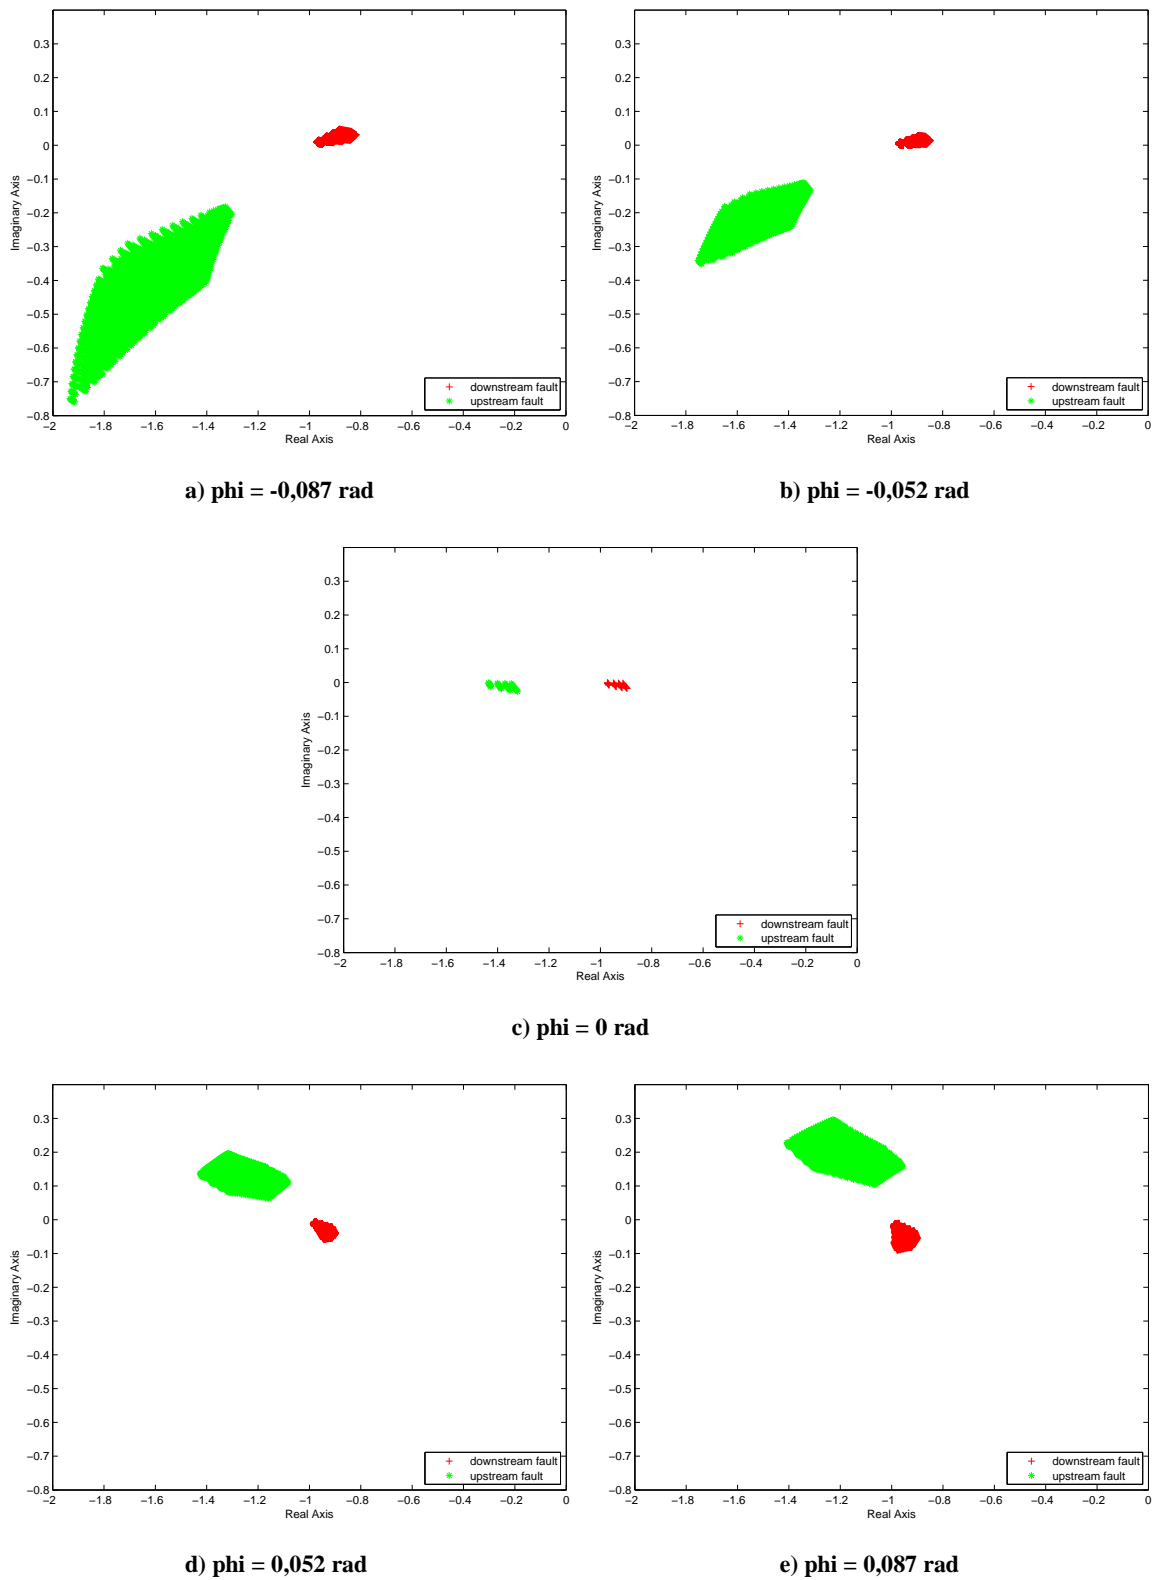 0.3
0.2
0.1
0
−0.1
−0.2
−0.3
−0.4
−0.5
−0.6
−0.7
−0.8
Imaginary Axis
−2 −1.8 −1.6 −1.4 −1.2 −1 −0.8 −0.6 −0.4 −0.2 0
Real Axis
downstream fault
upstream fault
a) phi = -0,087 rad
0.3
0.2
0.1
0
−0.1
−0.2
−0.3
−0.4
−0.5
−0.6
−0.7
−0.8
Imaginary Axis
−2 −1.8 −1.6 −1.4 −1.2 −1 −0.8 −0.6 −0.4 −0.2 0
Real Axis
downstream fault
upstream fault
b) phi = -0,052 rad
0.3
0.2
0.1
0
−0.1
−0.2
−0.3
−0.4
−0.5
−0.6
−0.7
−0.8
Imaginary Axis
−2 −1.8 −1.6 −1.4 −1.2 −1 −0.8 −0.6 −0.4 −0.2 0
Real Axis
downstream fault
upstream fault
c) phi = 0 rad
0.3
0.2
0.1
0
−0.1
−0.2
−0.3
−0.4
−0.5
−0.6
−0.7
−0.8
Imaginary Axis
−2 −1.8 −1.6 −1.4 −1.2 −1 −0.8 −0.6 −0.4 −0.2 0
Real Axis
downstream fault
upstream fault
d) phi = 0,052 rad
0.3
0.2
0.1
0
−0.1
−0.2
−0.3
−0.4
−0.5
−0.6
−0.7
−0.8
Imaginary Axis
−2 −1.8 −1.6 −1.4 −1.2 −1 −0.8 −0.6 −0.4 −0.2 0
Real Axis
downstream fault
upstream fault
e) phi = 0,087 rad